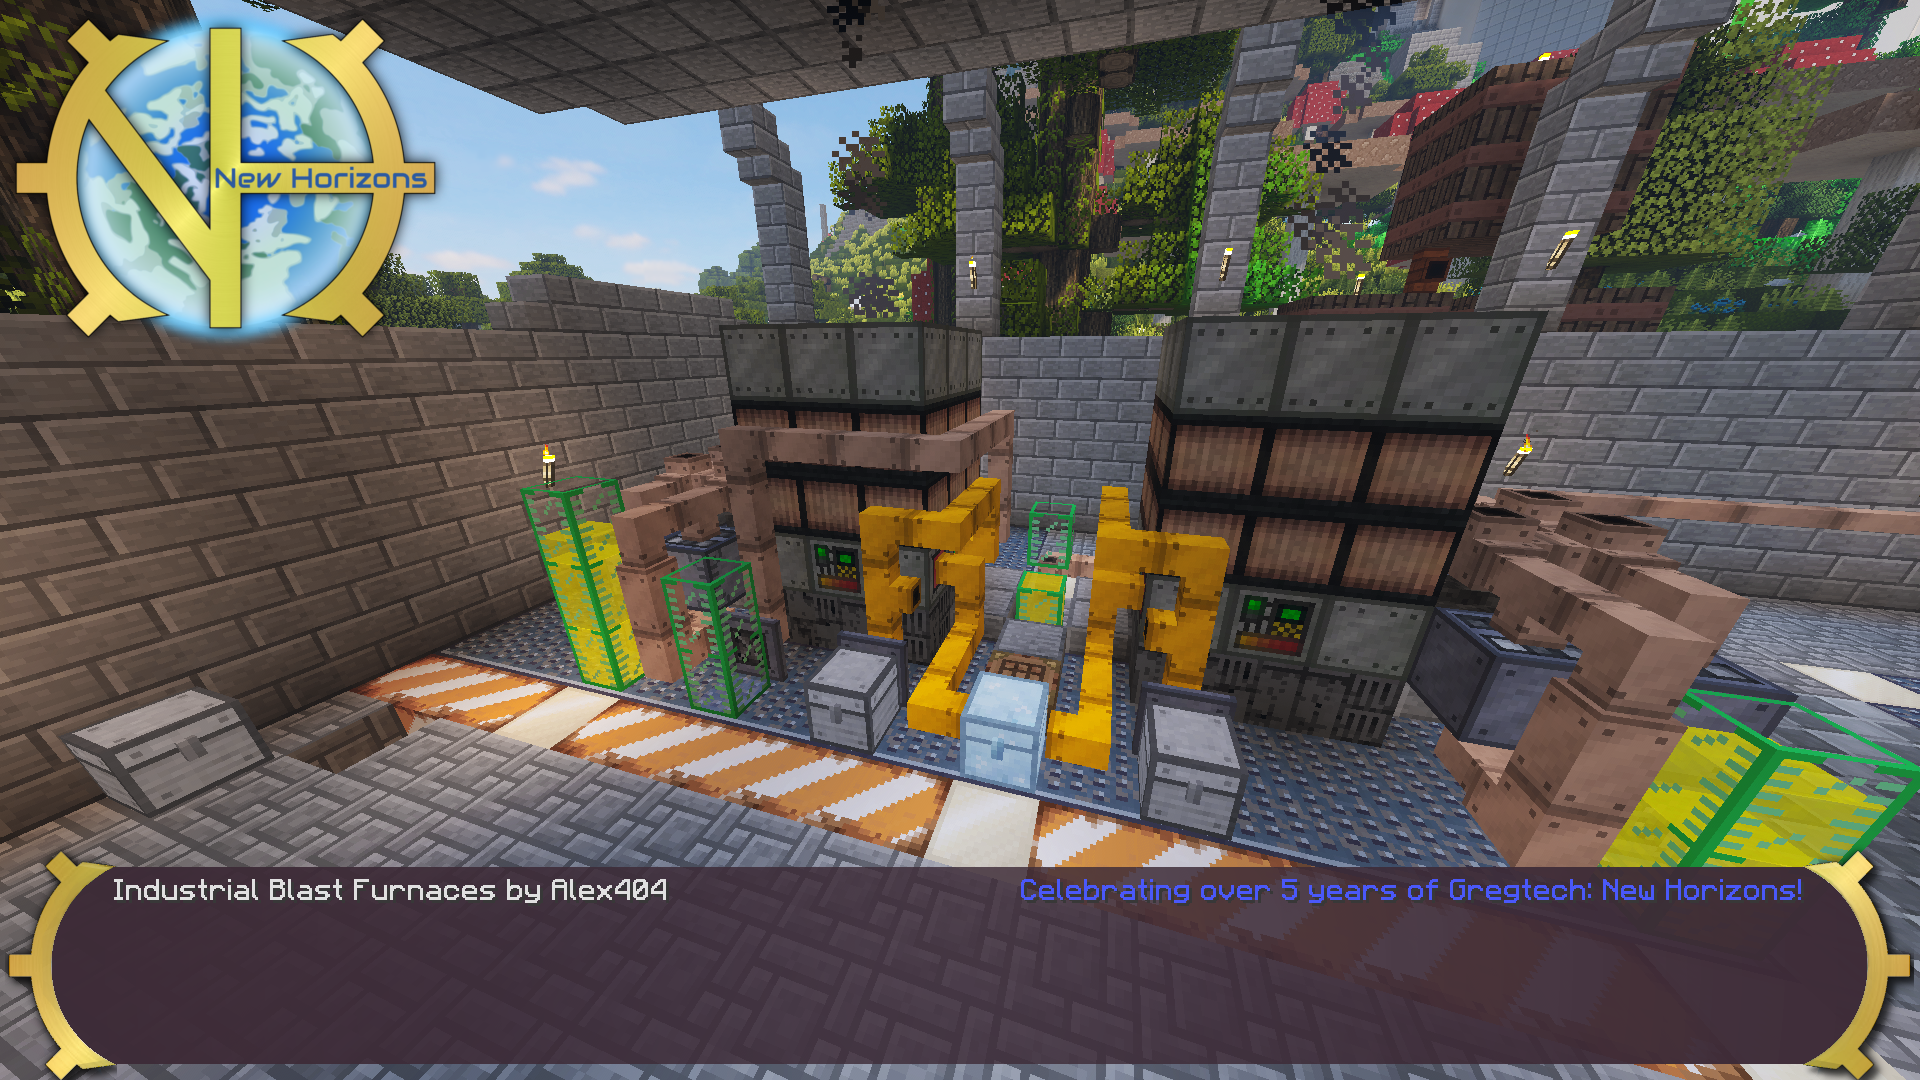 New Horizons
Industrial Blast Furnaces by Alex404
Celebrating over 5 years of Gregtech: New Horizons!